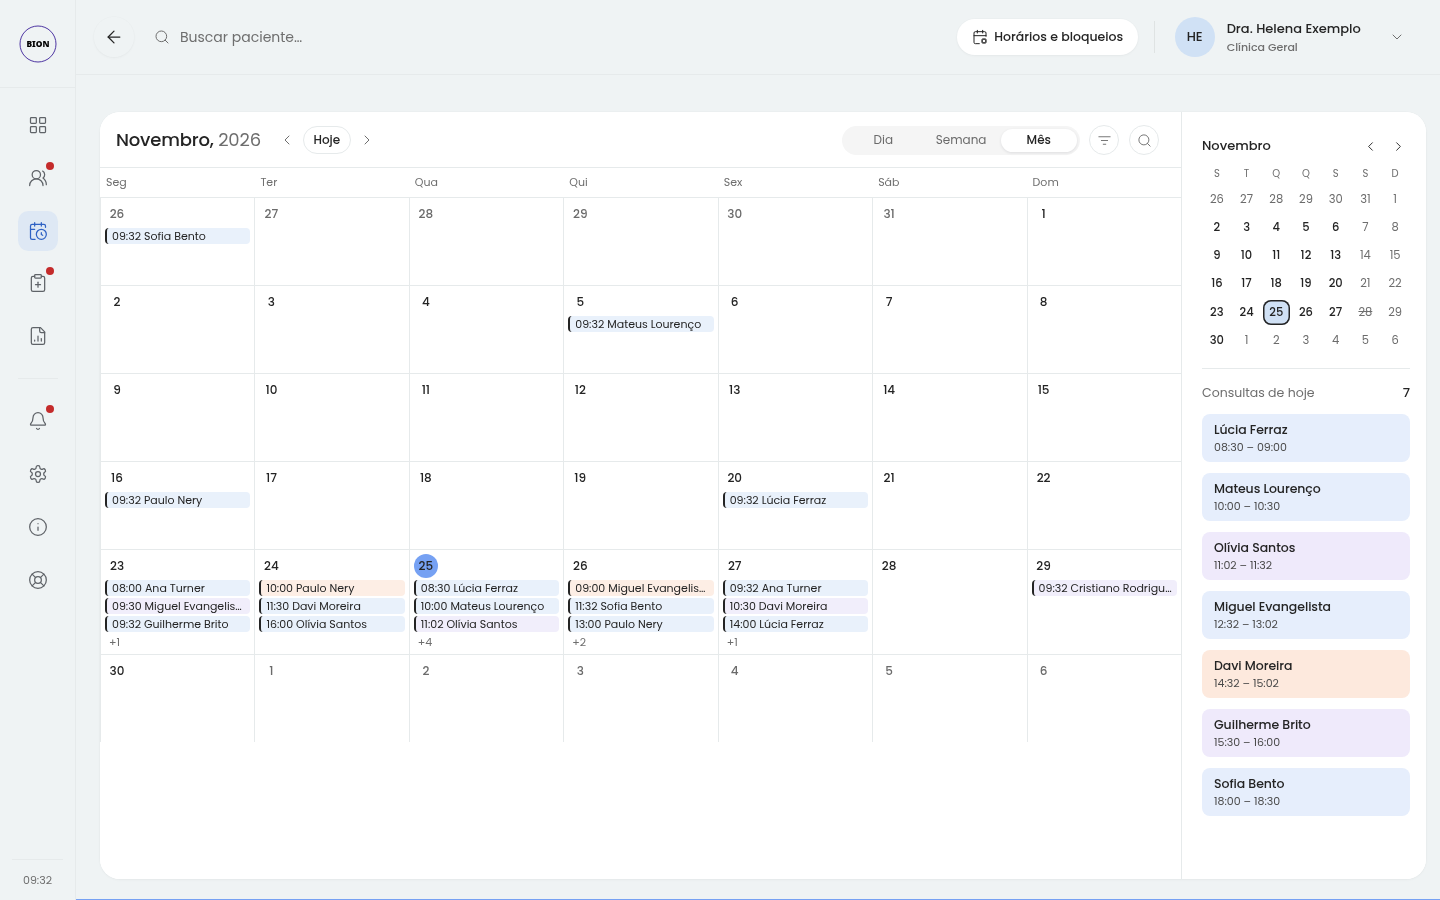 BION
Buscar paciente...
Horários e bloqueios
HE
Dra. Helena Exemplo
Clínica Geral
Novembro, 2026
Hoje
Dia
Semana
Mês
Seg
Ter
Qua
Qui
Sex
Sáb
Dom
26
27
28
29
30
31
1
09:32 Sofia Bento
2
3
4
5
6
7
8
09:32 Mateus Lourenço
9
10
11
12
13
14
15
16
17
18
19
20
21
22
09:32 Paulo Nery
09:32 Lúcia Ferraz
23
08:00 Ana Turner
09:30 Miguel Evangelis...
09:32 Guilherme Brito
+1
24
10:00 Paulo Nery
11:30 Davi Moreira
16:00 Olívia Santos
25
08:30 Lúcia Ferraz
10:00 Mateus Lourenço
11:02 Olívia Santos
+4
26
09:00 Miguel Evangelis...
11:32 Sofia Bento
13:00 Paulo Nery
+2
27
09:32 Ana Turner
10:30 Davi Moreira
14:00 Lúcia Ferraz
+1
28
29
09:32 Cristiano Rodrigu...
30
1
2
3
4
5
6
Novembro
S T Q Q S S D
26 27 28 29 30 31 1
2 3 4 5 6 7 8
9 10 11 12 13 14 15
16 17 18 19 20 21 22
23 24 25 26 27 28 29
30 1 2 3 4 5 6
Consultas de hoje 7
Lúcia Ferraz
08:30 – 09:00
Mateus Lourenço
10:00 – 10:30
Olívia Santos
11:02 – 11:32
Miguel Evangelista
12:32 – 13:02
Davi Moreira
14:32 – 15:02
Guilherme Brito
15:30 – 16:00
Sofia Bento
18:00 – 18:30
09:32